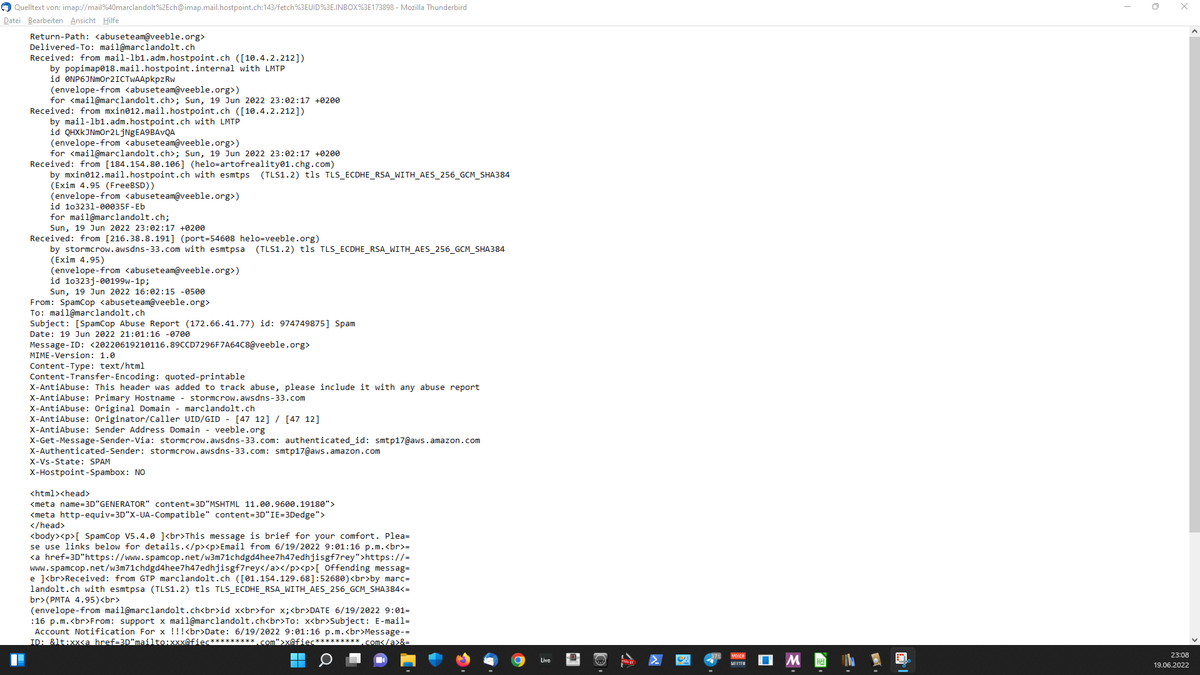 Quelltext von: imap://mail%40marclandolt%2Ech@imap.mail.hostpoint.ch:143/fetch%3EUID%3E.INBOX%3E173898 - Mozilla Thunderbird
Datei Bearbeiten Ansicht Hilfe
Return-Path: <abuseteam@veeble.org>
Delivered-To: mail@marclandolt.ch
Received: from mail-lb1.adm.hostpoint.ch ([10.4.2.212])
by popimap018.mail.hostpoint.internal with LMTP
id 0NP6JNmOr2ICTwAApkpzRw
(envelope-from <abuseteam@veeble.org>)
for <mail@marclandolt.ch>; Sun, 19 Jun 2022 23:02:17 +0200
Received: from mxin012.mail.hostpoint.ch ([10.4.2.212])
by mail-lb1.adm.hostpoint.ch with LMTP
id QHXkJNmOr2LjNgEA9BAvQA
(envelope-from <abuseteam@veeble.org>)
for <mail@marclandolt.ch>; Sun, 19 Jun 2022 23:02:17 +0200
Received: from [184.154.80.106] (helo=artofreality01.chg.com)
by mxin012.mail.hostpoint.ch with esmtps (TLS1.2) tls TLS_ECDHE_RSA_WITH_AES_256_GCM_SHA384
(Exim 4.95 (FreeBSD))
(envelope-from <abuseteam@veeble.org>)
id 1o323l-00035F-Eb
for mail@marclandolt.ch;
Sun, 19 Jun 2022 23:02:17 +0200
Received: from [216.38.8.191] (port=54608 helo=veeble.org)
by stormcrow.awsdns-33.com with esmtpsa (TLS1.2) tls TLS_ECDHE_RSA_WITH_AES_256_GCM_SHA384
(Exim 4.95)
(envelope-from <abuseteam@veeble.org>)
id 1o323j-00199w-1p;
Sun, 19 Jun 2022 16:02:15 -0500
From: SpamCop <abuseteam@veeble.org>
To: mail@marclandolt.ch
Subject: [SpamCop Abuse Report (172.66.41.77) id: 974749875] Spam
Date: 19 Jun 2022 21:01:16 -0700
Message-ID: <20220619210116.89CCD7296F7A64C8@veeble.org>
MIME-Version: 1.0
Content-Type: text/html
Content-Transfer-Encoding: quoted-printable
X-AntiAbuse: This header was added to track abuse, please include it with any abuse report
X-AntiAbuse: Primary Hostname - stormcrow.awsdns-33.com
X-AntiAbuse: Original Domain - marclandolt.ch
X-AntiAbuse: Originator/Caller UID/GID - [47 12] / [47 12]
X-AntiAbuse: Sender Address Domain - veeble.org
X-Get-Message-Sender-Via: stormcrow.awsdns-33.com: authenticated_id: smtp17@aws.amazon.com
X-Authenticated-Sender: stormcrow.awsdns-33.com: smtp17@aws.amazon.com
X-Vs-State: SPAM
X-Hostpoint-Spambox: NO
<html><head>
<meta name=3D"GENERATOR" content=3D"MSHTML 11.00.9600.19180">
<meta http-equiv=3D"X-UA-Compatible" content=3D"IE=3Dedge">
</head>
<body><p>[ SpamCop V5.4.0 ]<br>This message is brief for your comfort. Plea=
se use links below for details.</p><p>Email from 6/19/2022 9:01:16 p.m.<br>=
<a href=3D"https://www.spamcop.net/w3m71chdgd4hee7h47edhjisgf7rey">https://=
www.spamcop.net/w3m71chdgd4hee7h47edhjisgf7rey</a></p><p>[ Offending messag=
e ]<br>Received: from GTP marclandolt.ch ([01.154.129.68]:52680)<br>by marc=
landolt.ch with esmtpsa (TLS1.2) tls TLS_ECDHE_RSA_WITH_AES_256_GCM_SHA384<=
br>(PMTA 4.95)<br>
(envelope-from mail@marclandolt.ch<br>id x<br>for x;<br>DATE 6/19/2022 9:01=
:16 p.m.<br>From: support x mail@marclandolt.ch<br>To: x<br>Subject: E-mail=
Account Notification For x !!!<br>Date: 6/19/2022 9:01:16 p.m.<br>Message-=
ID: &lt;xx<a href=3D"mailto:xxx@fiec*********.com">x@fiec*********.com</a>&=
Live
23:08
19.06.2022